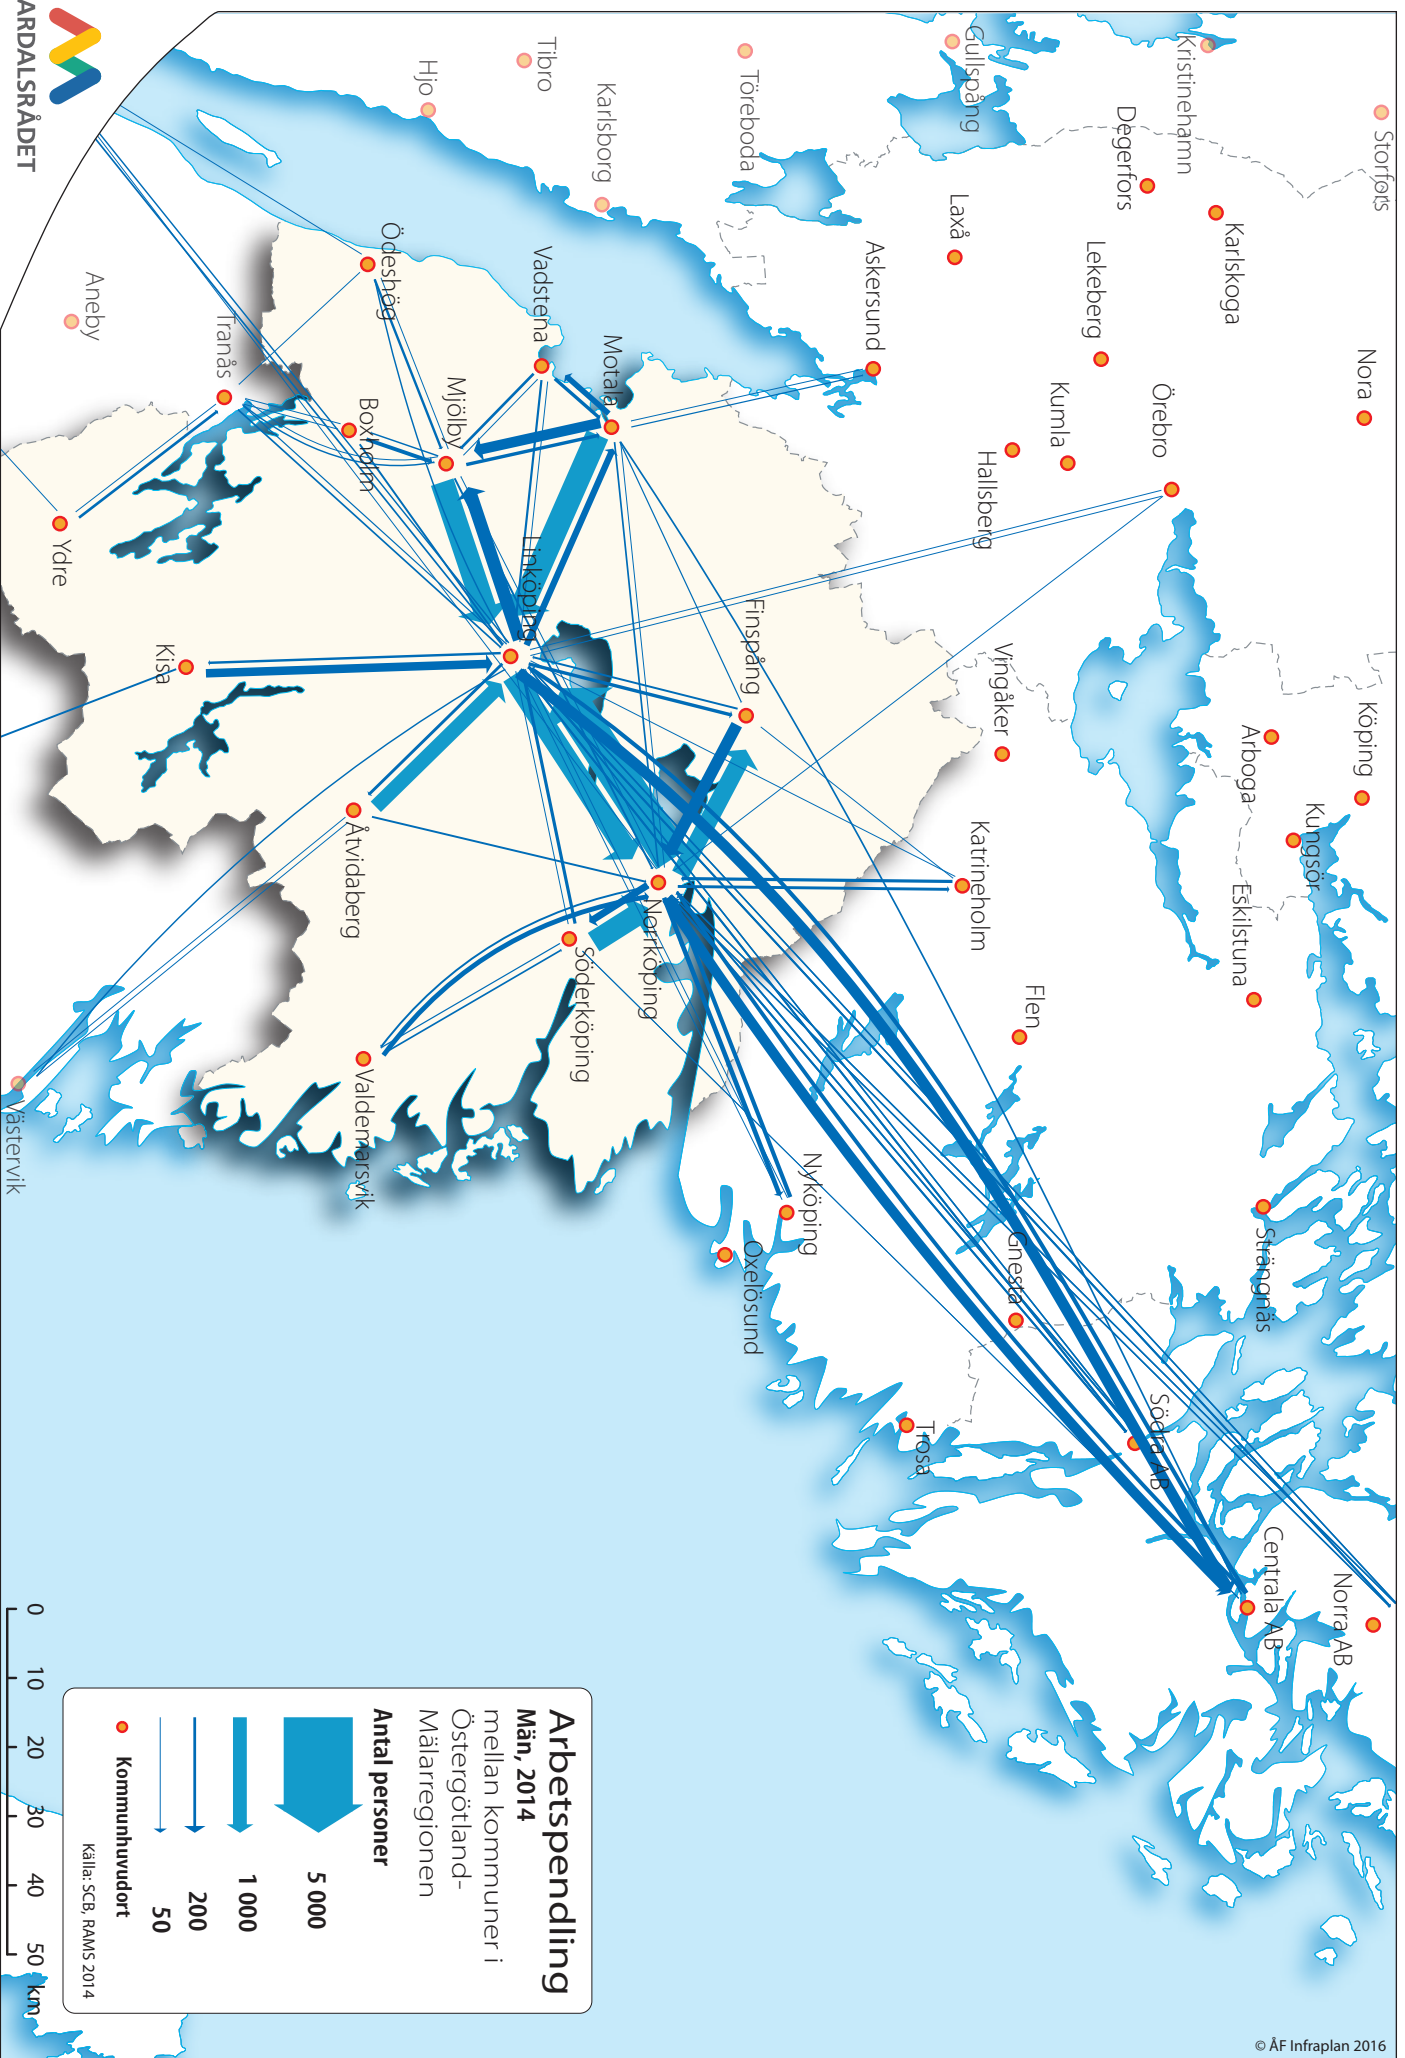 ARDALSRÅDET
Storfors
Kristinehamn
Gullspång
Töreboda
Tibro
Hjo
Karlsborg
Degerfors
Karlskoga
Laxå
Lekeberg
Askersund
Nora
Örebro
Kumla
Hallsberg
Ödeshög
Vadstena
Motala
Aneby
Tranås
Boxholm
Mjölby
Ydre
Kisa
Linköping
Finspång
Vingåker
Köping
Arboga
Kungsör
Eskilstuna
Katrineholm
Åtvidaberg
Norrköping
Söderköping
Flen
Valdemarsvik
Västervik
Nyköping
Oxelösund
Gnesta
Strängnäs
Trosa
Södra AB
Centrala AB
Norra AB
Arbetspendling
Män, 2014
mellan kommuner i
Östergötland-
Mälarregionen
Antal personer
5 000
1 000
200
50
Kommunhuvudort
Källa: SCB, RAMS 2014
0 10 20 30 40 50 km
© ÅF Infraplan 2016